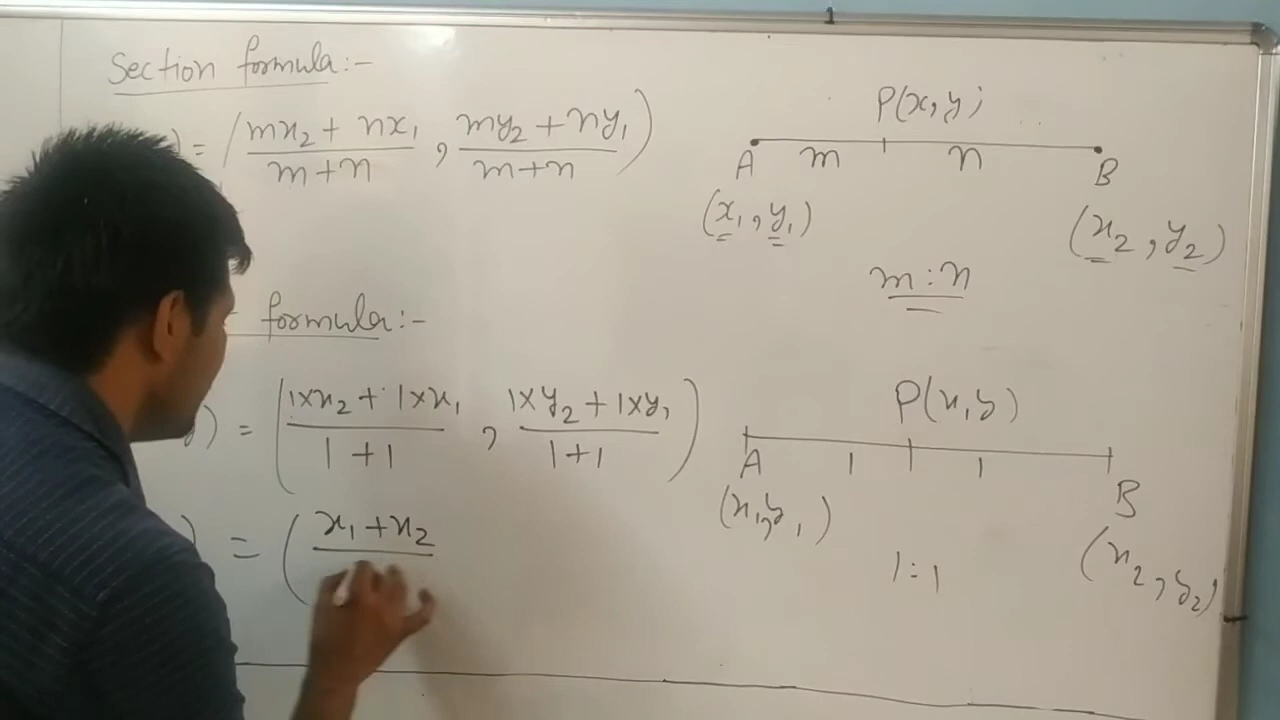 Section formula:-
) = (mx₂ + nx₁ / m+n , my₂ + ny₁ / m+n)
P(x,y)
A m n B
(x₁, y₁) (x₂, y₂)
m : n
formula:-
y) = (1×x₂ + 1×x₁ / 1+1 , 1×y₂ + 1×y₁ / 1+1)
P(x,y)
A 1 1 B
(x₁,y₁) (x₂,y₂)
1:1
) = (x₁+x₂